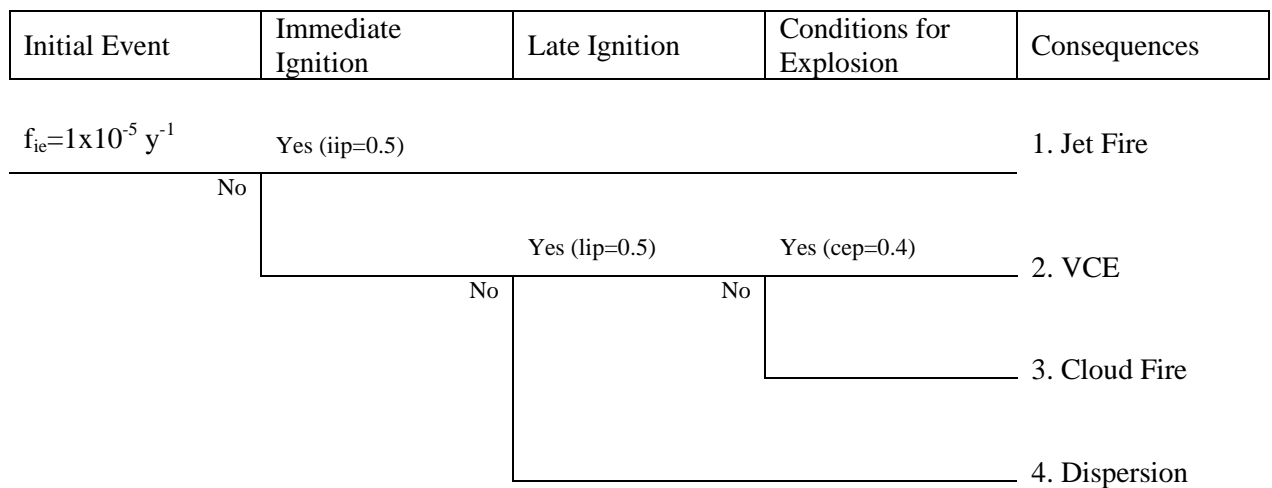 Initial Event
Immediate
Ignition
Late Ignition
Conditions for
Explosion
Consequences
fie=1x10-5 y-1
Yes (iip=0.5)
1. Jet Fire
No
Yes (lip=0.5)
Yes (cep=0.4)
2. VCE
No
No
3. Cloud Fire
4. Dispersion